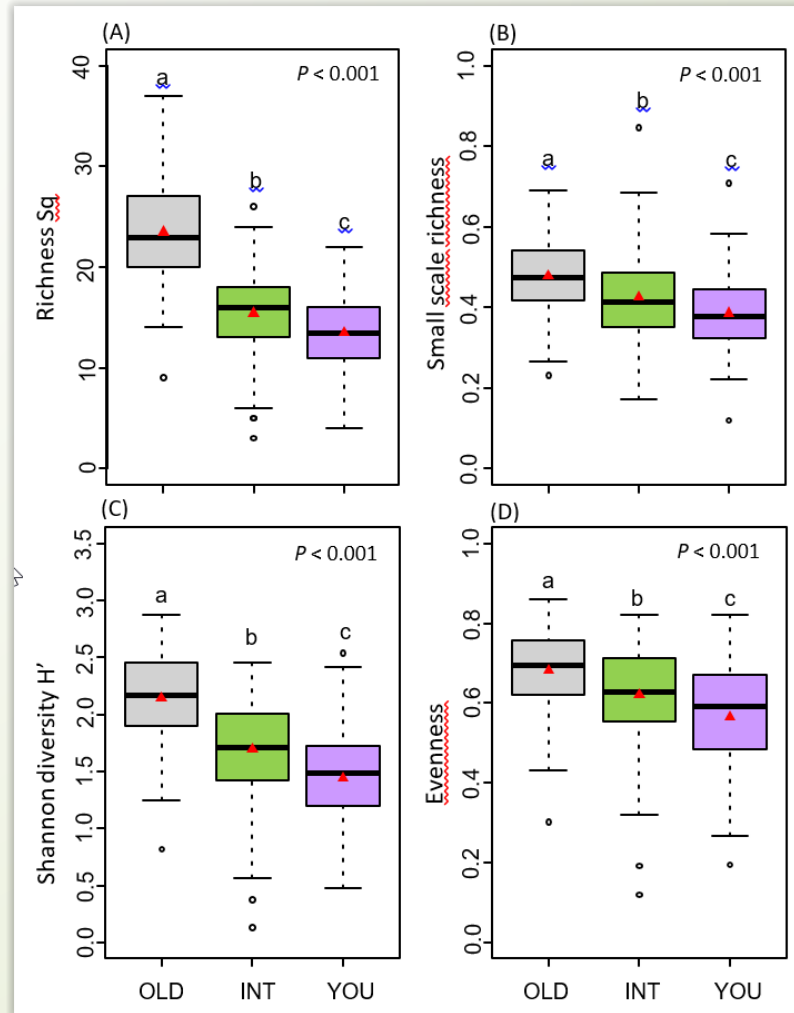 (A)
P < 0.001
Richness Sq
40
30
20
10
0
a
b
c
(B)
P < 0.001
Small scale richness
1.0
0.8
0.6
0.4
0.2
0.0
a
b
c
(C)
P < 0.001
Shannon diversity H′
3.5
3.0
2.5
2.0
1.5
1.0
0.5
0.0
a
b
c
OLD
INT
YOU
(D)
P < 0.001
Evenness
1.0
0.8
0.6
0.4
0.2
0.0
a
b
c
OLD
INT
YOU